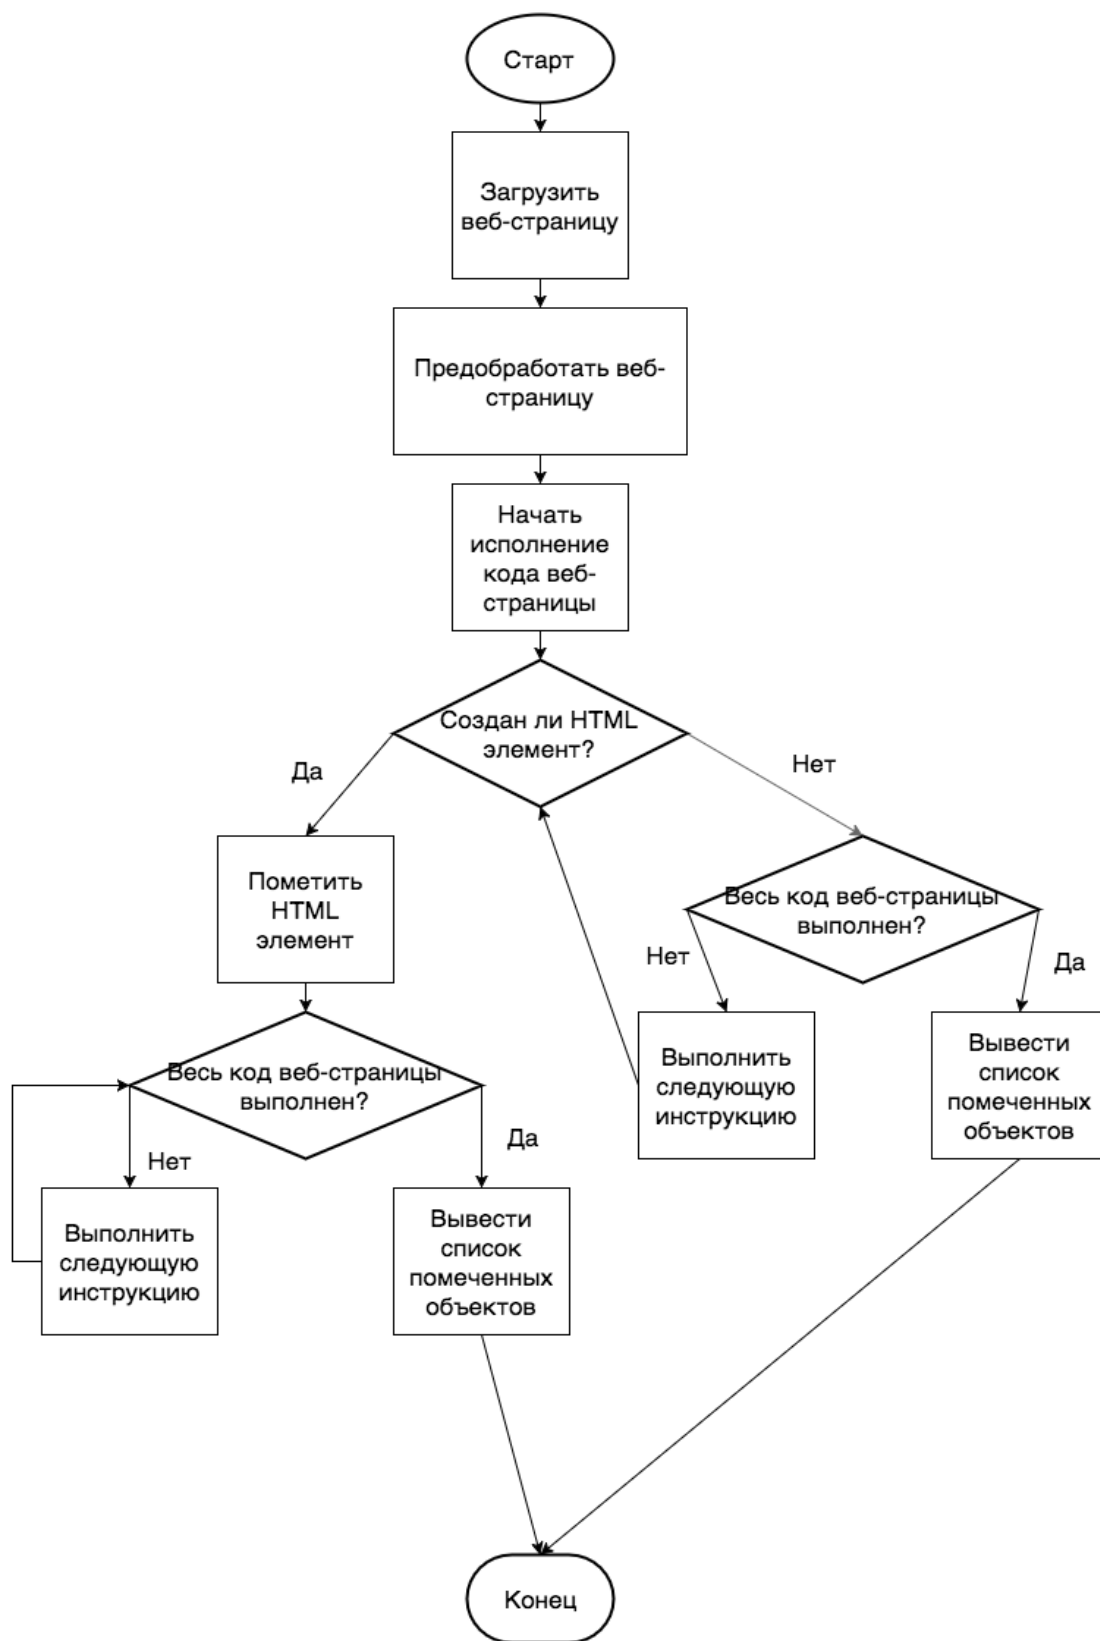 Старт
Загрузить
веб-страницу
Предобработать веб-
страницу
Начать
исполнение
кода веб-
страницы
Создан ли HTML
элемент?
Да
Нет
Пометить
HTML
элемент
Весь код веб-страницы
выполнен?
Нет
Да
Выполнить
следующую
инструкцию
Вывести
список
помеченных
объектов
Весь код веб-страницы
выполнен?
Нет
Да
Выполнить
следующую
инструкцию
Вывести
список
помеченных
объектов
Конец